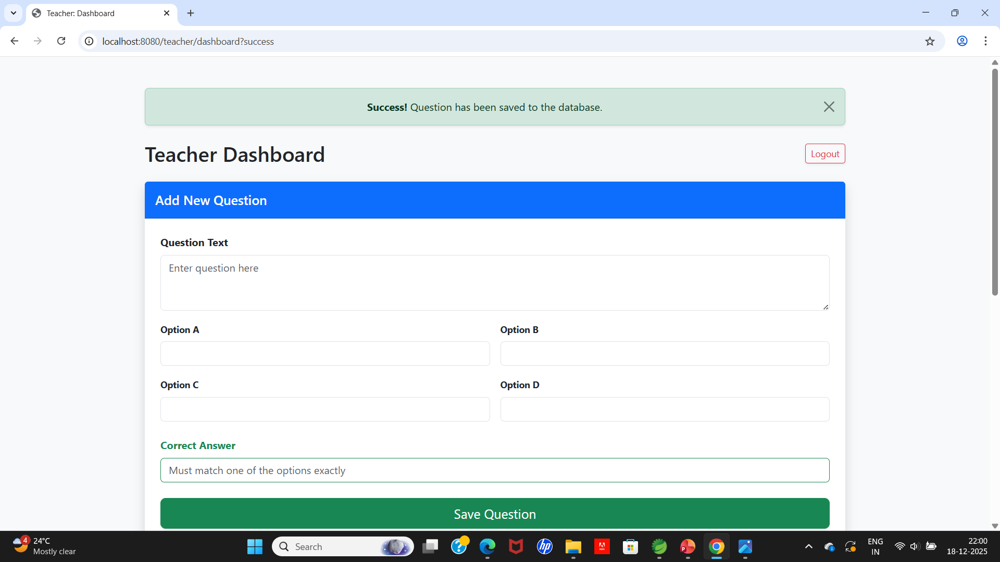 Teacher: Dashboard
localhost:8080/teacher/dashboard?success
Success! Question has been saved to the database.
Teacher Dashboard
Logout
Add New Question
Question Text
Enter question here
Option A
Option B
Option C
Option D
Correct Answer
Must match one of the options exactly
Save Question
4
24°C
Mostly clear
Search
hp
P
ENG
IN
22:00
18-12-2025